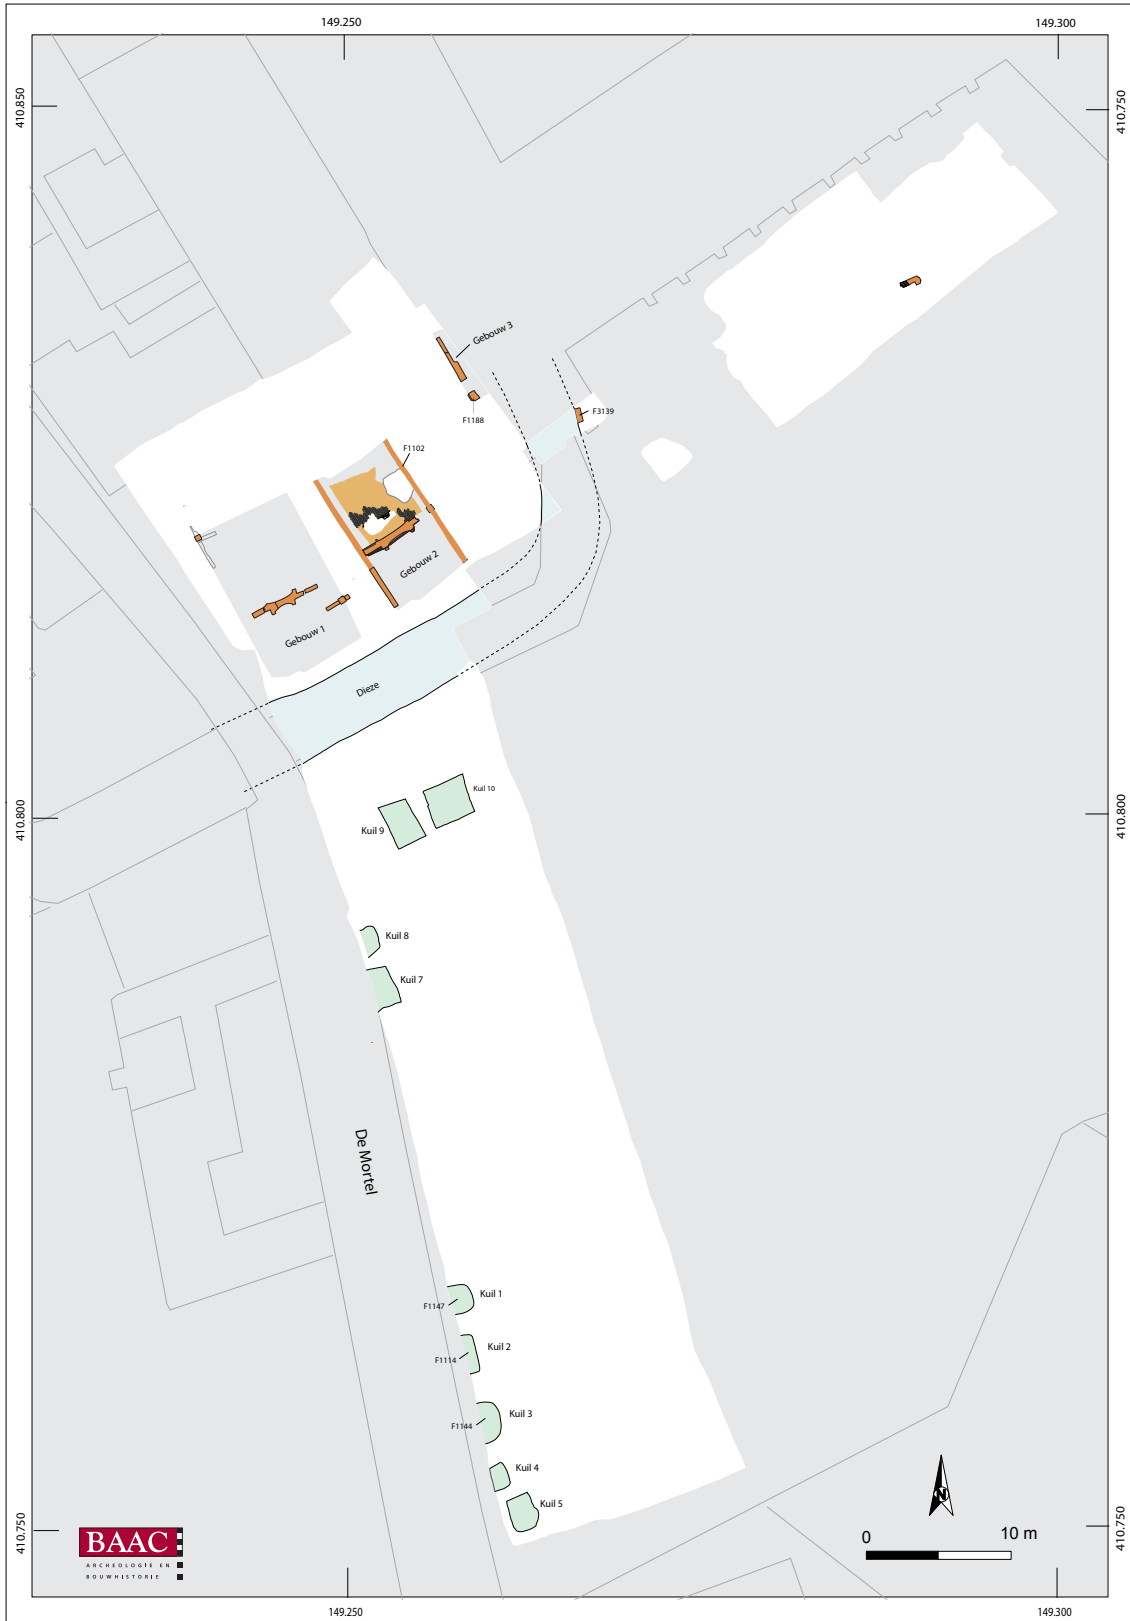 149.250
149.300
410.850
410.750
Gebouw 3
F1188
F3139
F1102
Gebouw 2
Gebouw 1
Dieze
Kuil 10
Kuil 9
410.800
410.800
Kuil 8
Kuil 7
De Mortel
Kuil 1
F1147
Kuil 2
F1114
Kuil 3
F1144
Kuil 4
Kuil 5
N
0
10 m
410.750
410.750
BAAC
ARCHEOLOGIE EN
BOUWHISTORIE
149.250
149.300